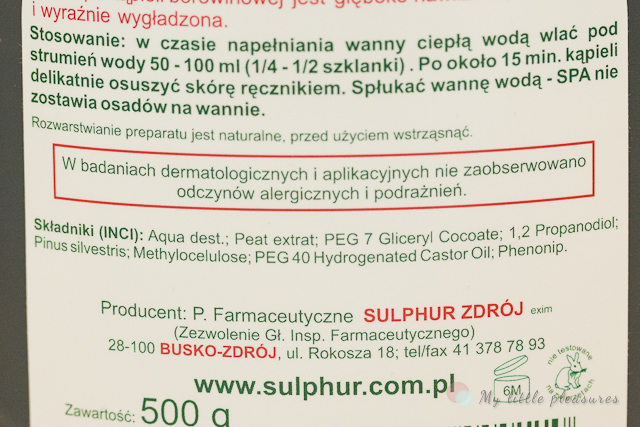 kąpieli borowinowej jest głęboko
i wyraźnie wygładzona.
Stosowanie: w czasie napełniania wanny ciepłą wodą wlać pod
strumień wody 50 - 100 ml (1/4 - 1/2 szklanki) . Po około 15 min. kąpieli
delikatnie osuszyć skórę ręcznikiem. Spłukać wannę wodą - SPA nie
zostawia osadów na wannie.
Rozwarstwianie preparatu jest naturalne, przed użyciem wstrząsnąć.
W badaniach dermatologicznych i aplikacyjnych nie zaobserwowano
odczynów alergicznych i podrażnień.
Składniki (INCI): Aqua dest.; Peat extrat; PEG 7 Gliceryl Cocoate; 1,2 Propanodiol;
Pinus silvestris; Methylocelulose; PEG 40 Hydrogenated Castor Oil; Phenonip.
Producent: P. Farmaceutyczne SULPHUR ZDRÓJ exim
(Zezwolenie Gł. Insp. Farmaceutycznego)
28-100 BUSKO-ZDRÓJ, ul. Rokosza 18; tel/fax 41 378 78 93
www.sulphur.com.pl
6M
nie testowane
na
My little pleasures
Zawartość: 500 g